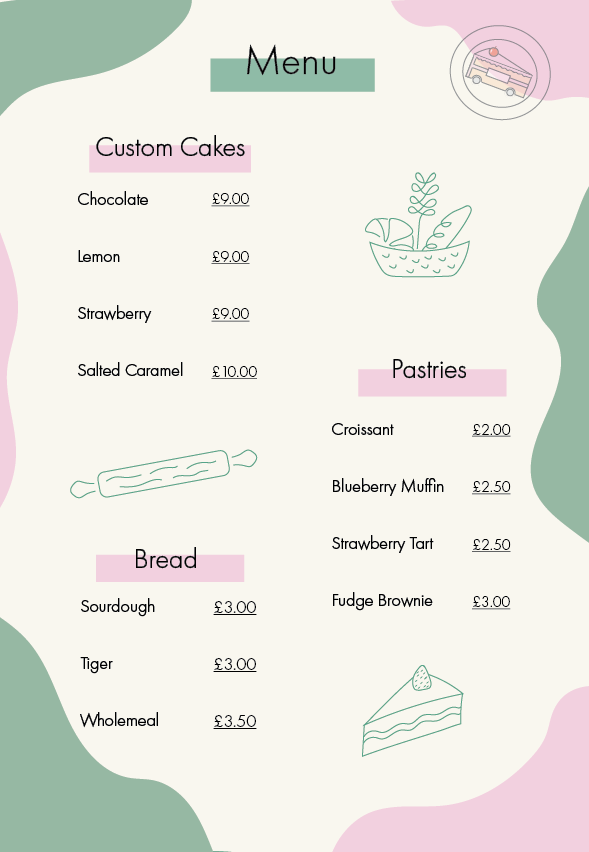 Menu
Custom Cakes
Chocolate £9.00
Lemon £9.00
Strawberry £9.00
Salted Caramel £10.00
Bread
Sourdough £3.00
Tiger £3.00
Wholemeal £3.50
Pastries
Croissant £2.00
Blueberry Muffin £2.50
Strawberry Tart £2.50
Fudge Brownie £3.00